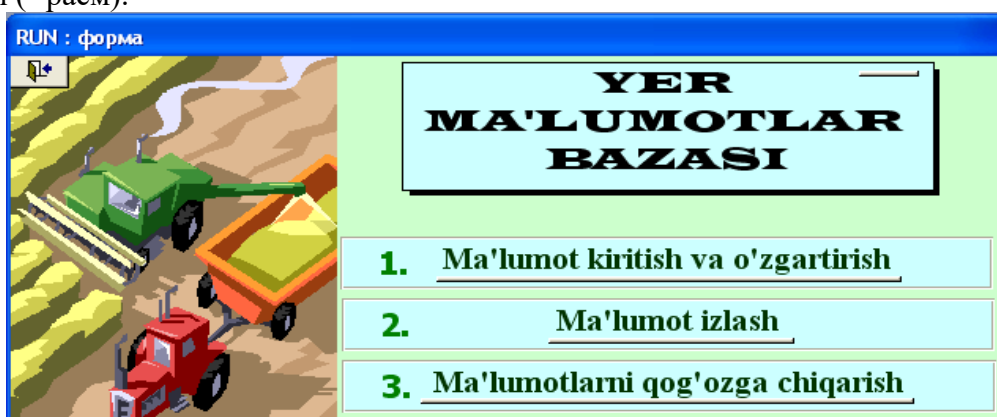 RUN : форма
YER
MA'LUMOTLAR
BAZASI
1. Ma'lumot kiritish va o'zgartirish
2. Ma'lumot izlash
3. Ma'lumotlarni qog'ozga chiqarish